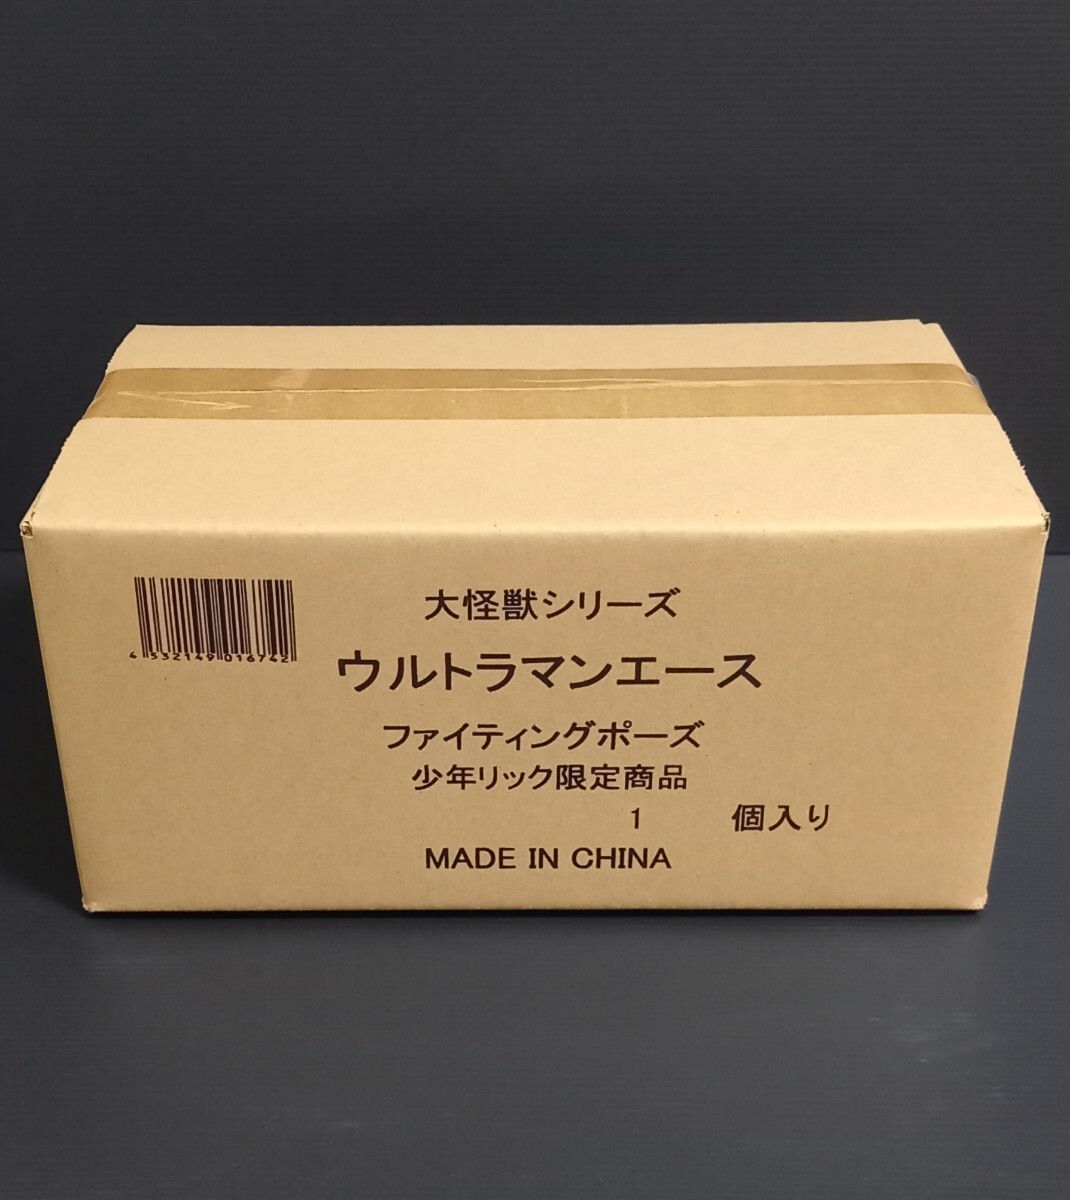 大怪獣シリーズ
4532149016742
ウルトラマンエース
ファイティングポーズ
少年リック限定商品
1 個入り
MADE IN CHINA